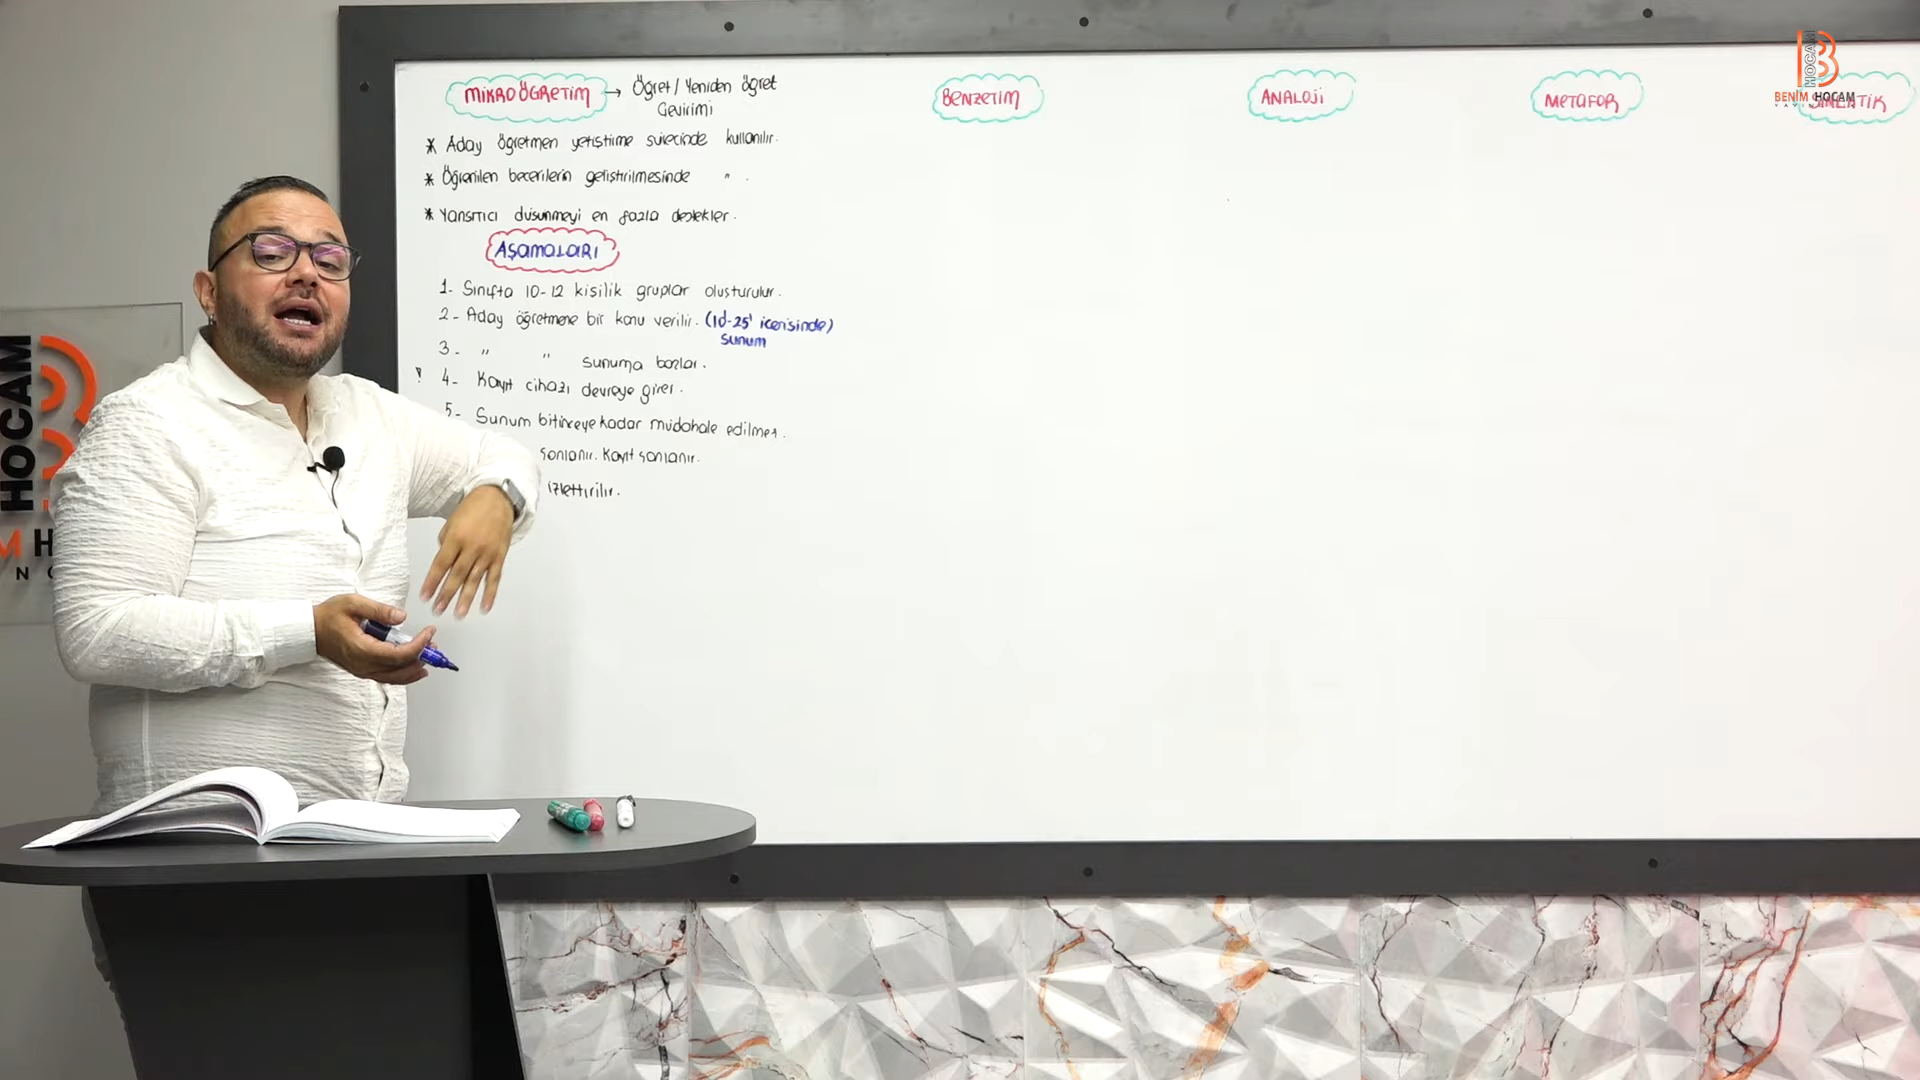 MİKRO ÖĞRETİM → Öğret / Yeniden öğret
Çevirimi
* Aday öğretmen yetiştirme sürecinde kullanılır.
* Öğrenilen becerilerin geliştirilmesinde " .
* Yansıtıcı düşünmeyi en fazla destekler.
AŞAMALARI
1- Sınıfta 10-12 kişilik gruplar oluşturulur.
2- Aday öğretmene bir konu verilir. (          içerisinde)
sunum
3- " " sunuma başlar.
4- Kayıt cihazı devreye girer.
5- Sunum bitinceye kadar müdahale edilmez.
sonlanır. Kayıt sonlanır.
izlettirilir.
BENZETİM
ANALOJİ
METAFOR
SİNEKTİK
BENİM HOCAM
HOCAM
HOCAM
M H